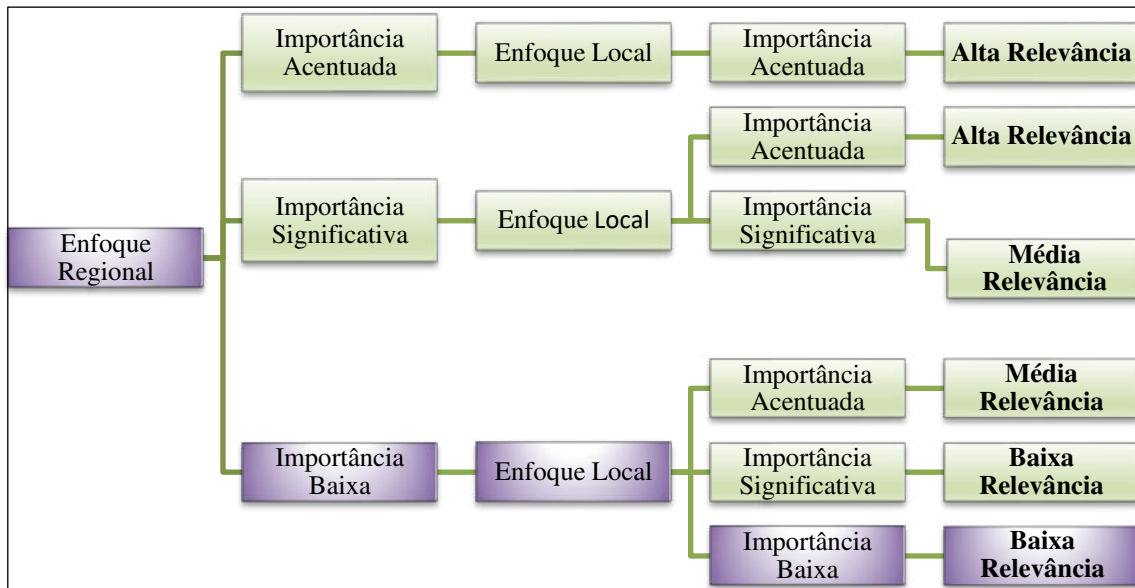 Enfoque
Regional
Importância
Acentuada
Enfoque Local
Importância
Acentuada
Alta Relevância
Importância
Significativa
Enfoque Local
Importância
Acentuada
Alta Relevância
Importância
Significativa
Média
Relevância
Importância
Baixa
Enfoque Local
Importância
Acentuada
Média
Relevância
Importância
Significativa
Baixa
Relevância
Importância
Baixa
Baixa
Relevância